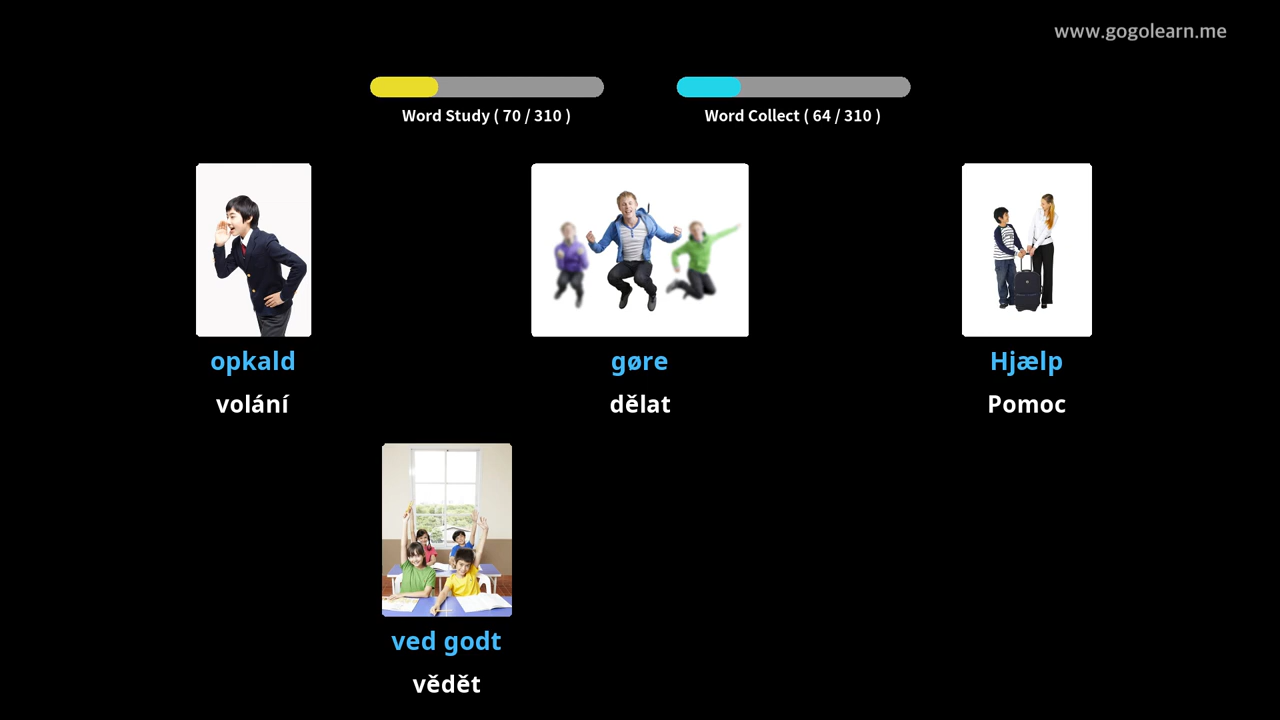 www.gogolearn.me
Word Study ( 70 / 310 )
Word Collect ( 64 / 310 )
opkald
volání
gøre
dělat
Hjælp
Pomoc
ved godt
vědět